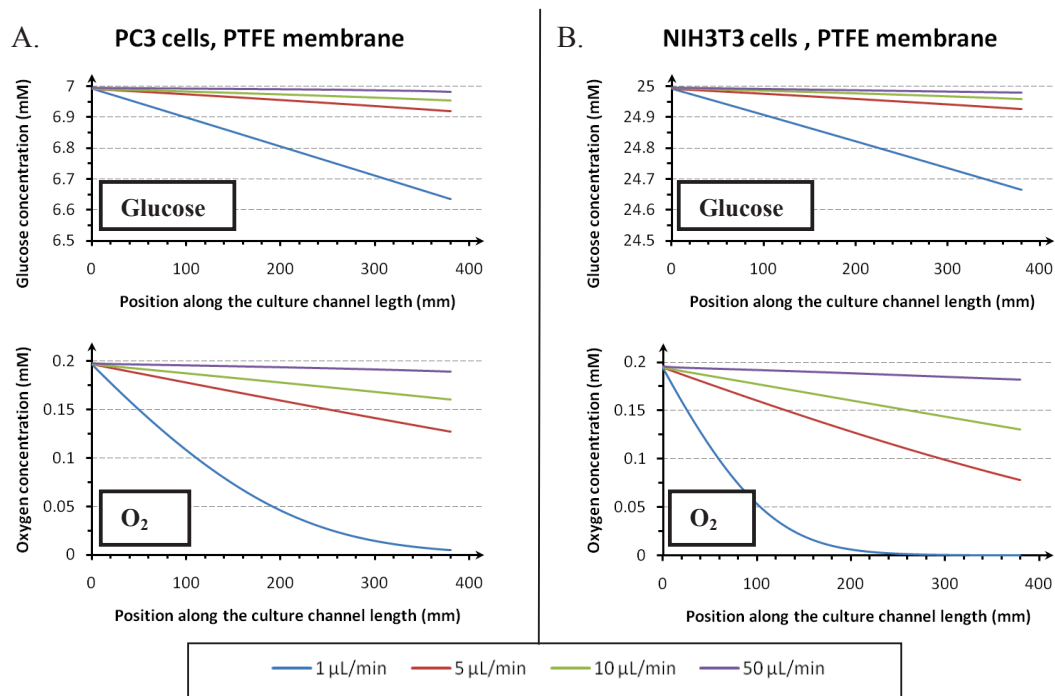 A.
PC3 cells, PTFE membrane
Glucose concentration (mM)
7
6.9
6.8
6.7
6.6
6.5
Glucose
0 100 200 300 400
Position along the culture channel legth (mm)
Oxygen concentration (mM)
0.2
0.15
0.1
0.05
0
O₂
0 100 200 300 400
Position along the culture channel length (mm)
B.
NIH3T3 cells , PTFE membrane
Glucose concentration (mM)
25
24.9
24.8
24.7
24.6
24.5
Glucose
0 100 200 300 400
Position along the culture channel length (mm)
Oxygen concentration (mM)
0.2
0.15
0.1
0.05
0
O₂
0 100 200 300 400
Position along the culture channel length (mm)
1 µL/min 5 µL/min 10 µL/min 50 µL/min